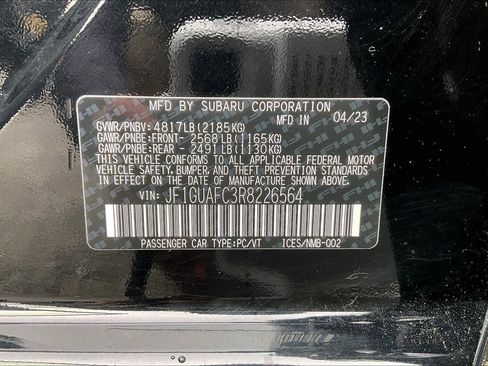 MFD BY SUBARU CORPORATION
MFD IN 04/23
GVWR/PNBV: 4817LB(2185KG)
GAWR/PNBE:FRONT- 2568LB(1165KG)
GAWR/PNBE:REAR - 2491LB(1130KG)
THIS VEHICLE CONFORMS TO ALL APPLICABLE FEDERAL MOTOR
VEHICLE SAFETY, BUMPER, AND THEFT PREVENTION STANDARDS
IN EFFECT ON THE DATE OF MANUFACTURE SHOWN ABOVE.
VIN: JF1GUAFC3R8226564
PASSENGER CAR TYPE:PC/VT ICES/NMB-002